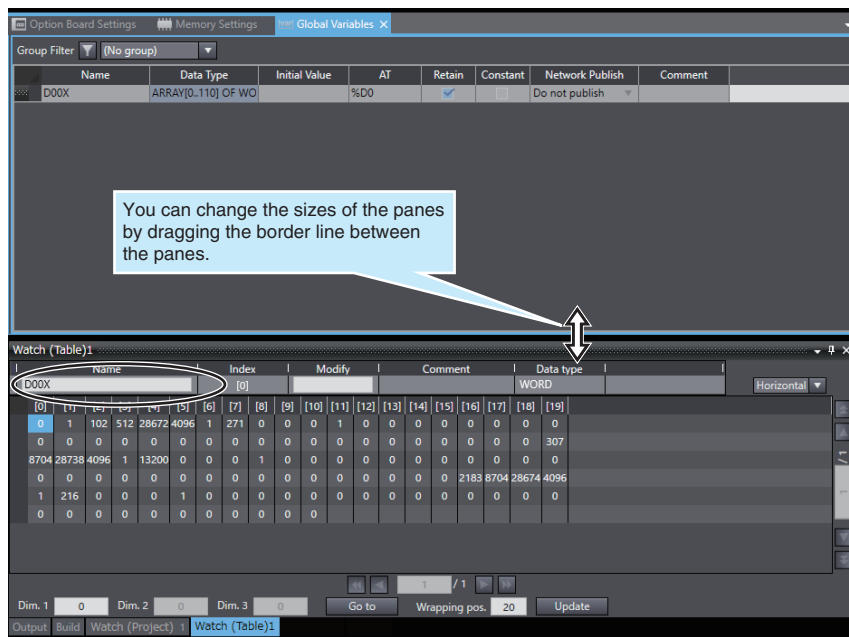 Option Board Settings Memory Settings Global Variables ×
Group Filter (No group)
Name Data Type Initial Value AT Retain Constant Network Publish Comment
D00X ARRAY[0..110] OF WO %D0 Do not publish
You can change the sizes of the panes
by dragging the border line between
the panes.
Watch (Table)1
Name Index Modify Comment Data type
D00X [0] WORD Horizontal
[0] [1] [2] [3] [4] [5] [6] [7] [8] [9] [10] [11] [12] [13] [14] [15] [16] [17] [18] [19]
0 1 102 512 28672 4096 1 271 0 0 0 1 0 0 0 0 0 0 0 0
0 0 0 0 0 0 0 0 0 0 0 0 0 0 0 0 0 0 0 307
8704 28738 4096 1 13200 0 0 0 1 0 0 0 0 0 0 0 0 0 0 0
0 0 0 0 0 0 0 0 0 0 0 0 0 0 0 0 2183 8704 28674 4096
1 216 0 0 0 1 0 0 0 0 0 0 0 0 0 0 0 0 0 0
0 0 0 0 0 0 0 0 0 0 0
1 / 1
1 / 1
Dim. 1 0 Dim. 2 0 Dim. 3 0 Go to Wrapping pos. 20 Update
Output Build Watch (Project) 1 Watch (Table)1